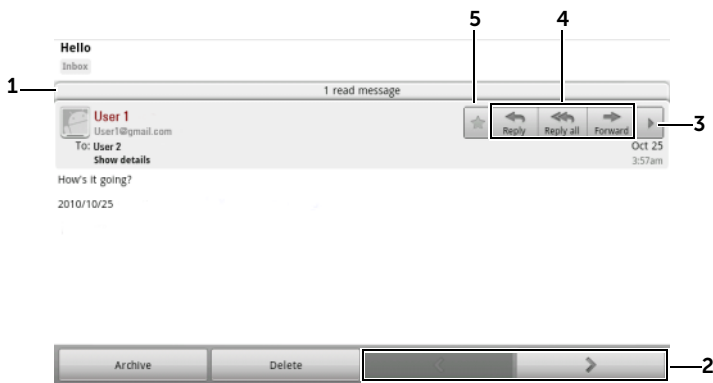 5 4
Hello
Inbox
1
1 read message
User 1
User1@gmail.com
Reply Reply all Forward
3
To: User 2
Oct 25
Show details
3:57am
How's it going?
2010/10/25
Archive Delete
2